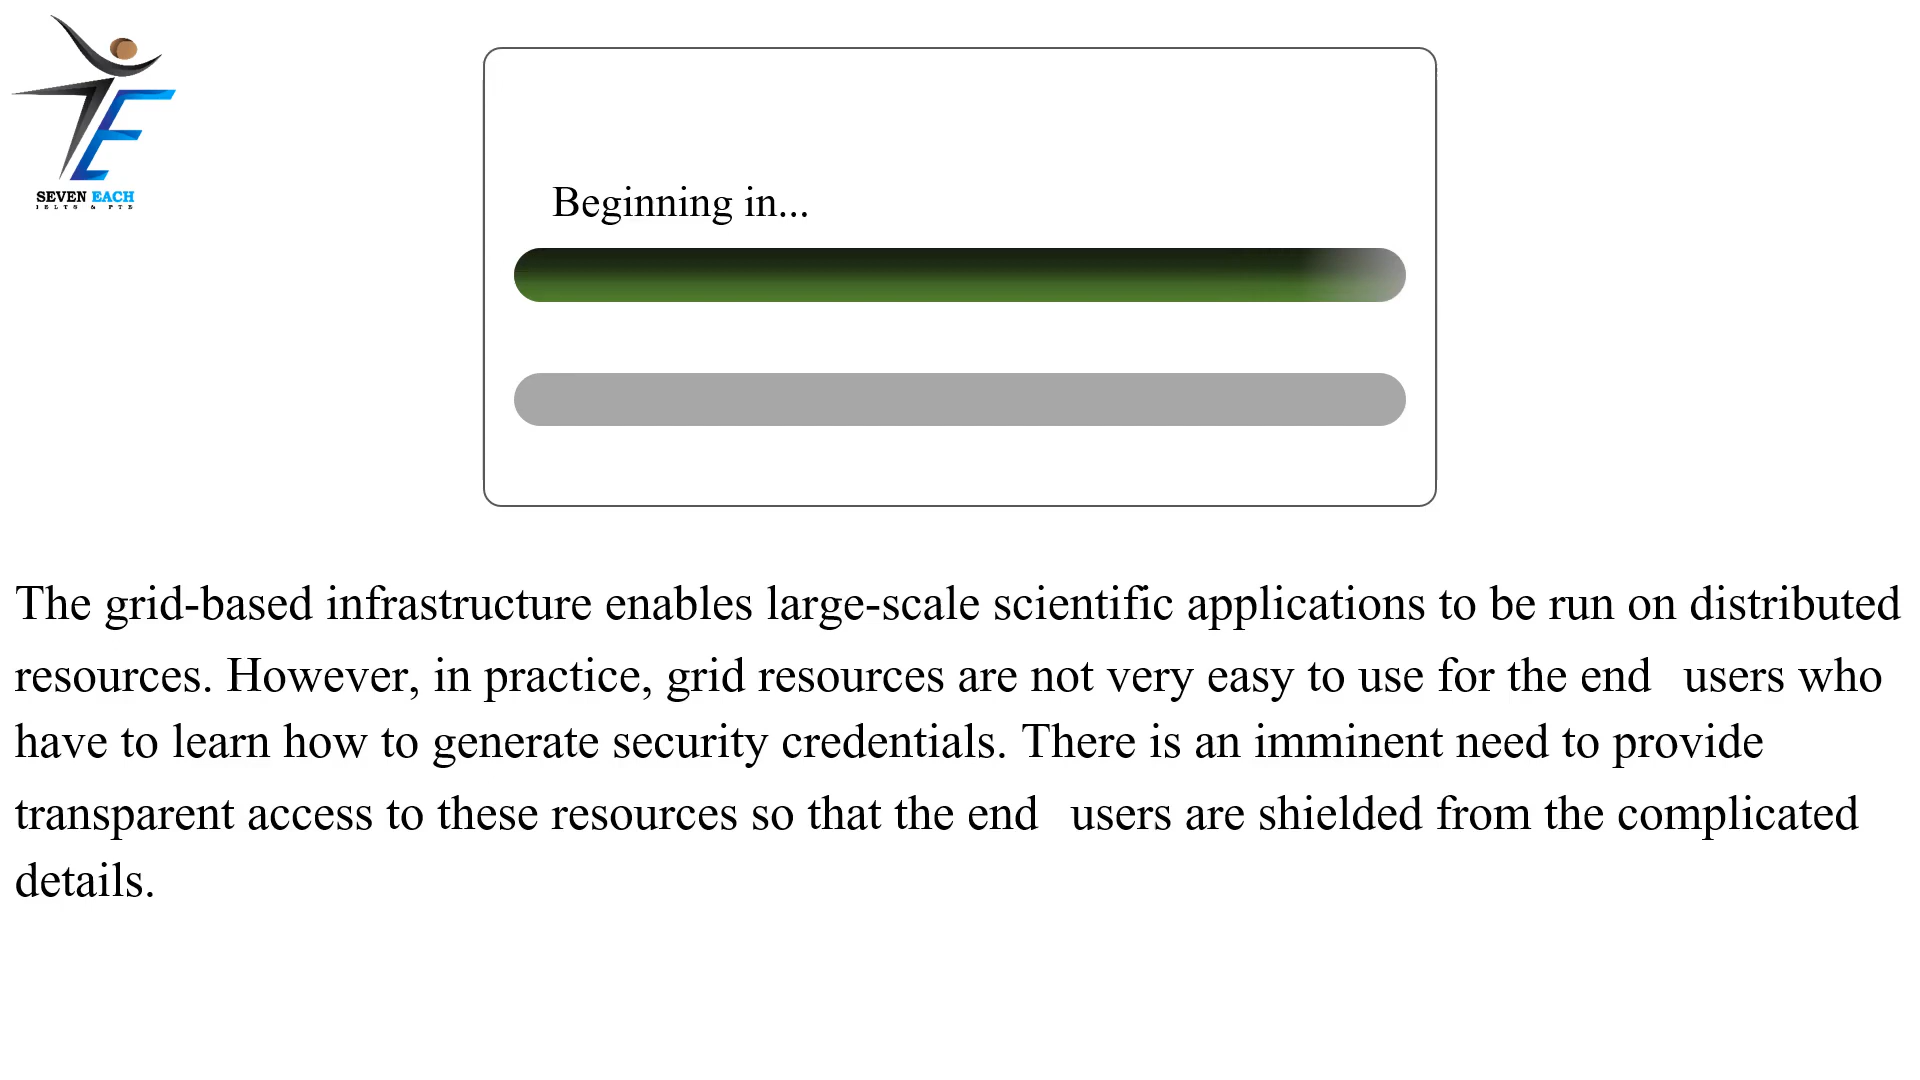 SEVEN EACH
IELTS & PTE
Beginning in...
The grid-based infrastructure enables large-scale scientific applications to be run on distributed
resources. However, in practice, grid resources are not very easy to use for the end users who
have to learn how to generate security credentials. There is an imminent need to provide
transparent access to these resources so that the end users are shielded from the complicated
details.